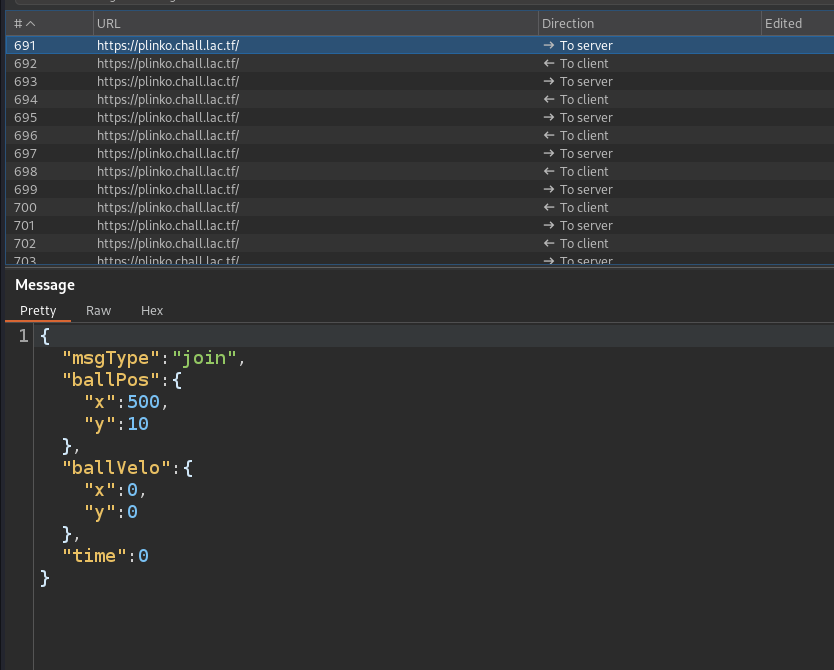 # URL Direction Edited
691 https://plinko.chall.lac.tf/ → To server
692 https://plinko.chall.lac.tf/ ← To client
693 https://plinko.chall.lac.tf/ → To server
694 https://plinko.chall.lac.tf/ ← To client
695 https://plinko.chall.lac.tf/ → To server
696 https://plinko.chall.lac.tf/ ← To client
697 https://plinko.chall.lac.tf/ → To server
698 https://plinko.chall.lac.tf/ ← To client
699 https://plinko.chall.lac.tf/ → To server
700 https://plinko.chall.lac.tf/ ← To client
701 https://plinko.chall.lac.tf/ → To server
702 https://plinko.chall.lac.tf/ ← To client
703 https://plinko.chall.lac.tf/ → To server
Message
Pretty Raw Hex
1 {
"msgType":"join",
"ballPos":{
"x":500,
"y":10
},
"ballVelo":{
"x":0,
"y":0
},
"time":0
}